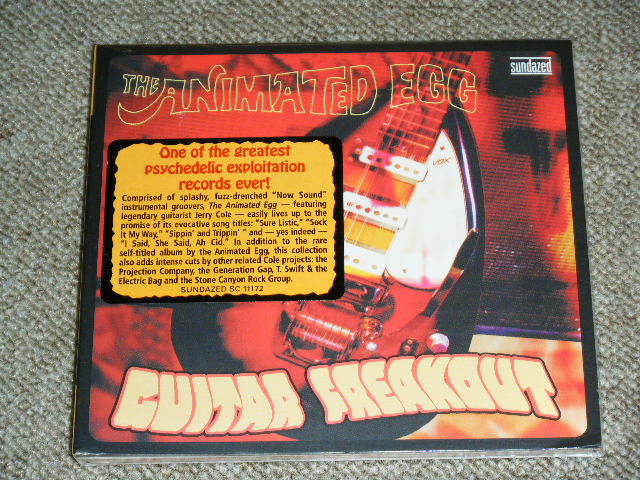 THE ANIMATED EGG
sundazed
VOX
One of the greatest
psychedelic exploitation
records ever!
Comprised of splashy, fuzz-drenched "Now Sound"
instrumental groovers, The Animated Egg — featuring
legendary guitarist Jerry Cole — easily lives up to the
promise of its evocative song titles: "Sure Listic," "Sock
It My Way," "Sippin' and Trippin' " and — yes indeed —
"I Said, She Said, Ah Cid." In addition to the rare
self-titled album by the Animated Egg, this collection
also adds intense cuts by other related Cole projects: the
Projection Company, the Generation Gap, T. Swift & the
Electric Bag and the Stone Canyon Rock Group.
SUNDAZED SC 11172
GUITAR FREAKOUT